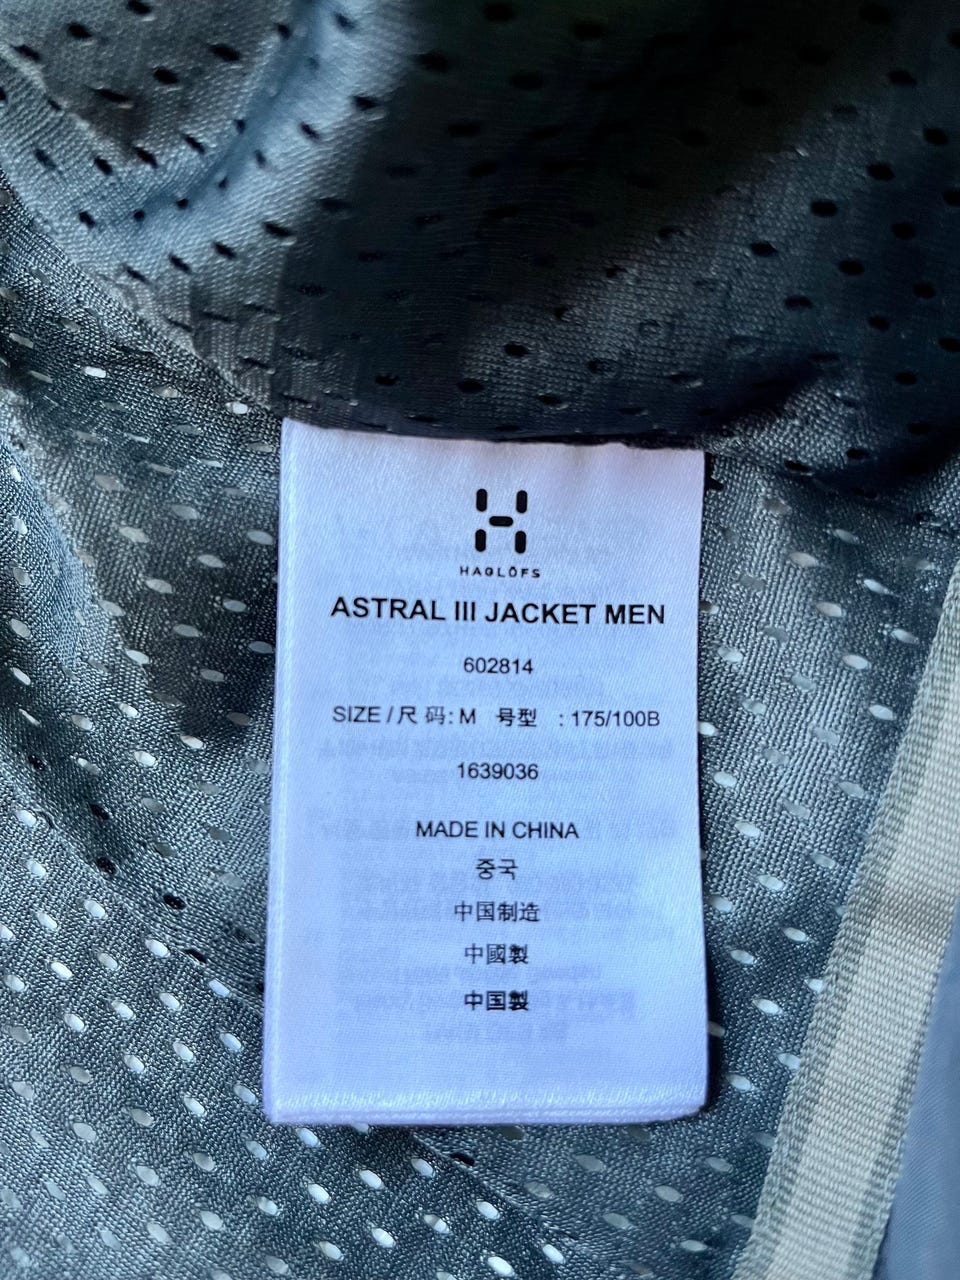 HAGLÖFS
ASTRAL III JACKET MEN
602814
SIZE / 尺 码: M 号型 : 175/100B
1639036
MADE IN CHINA
중국
中国制造
中國製
中国製